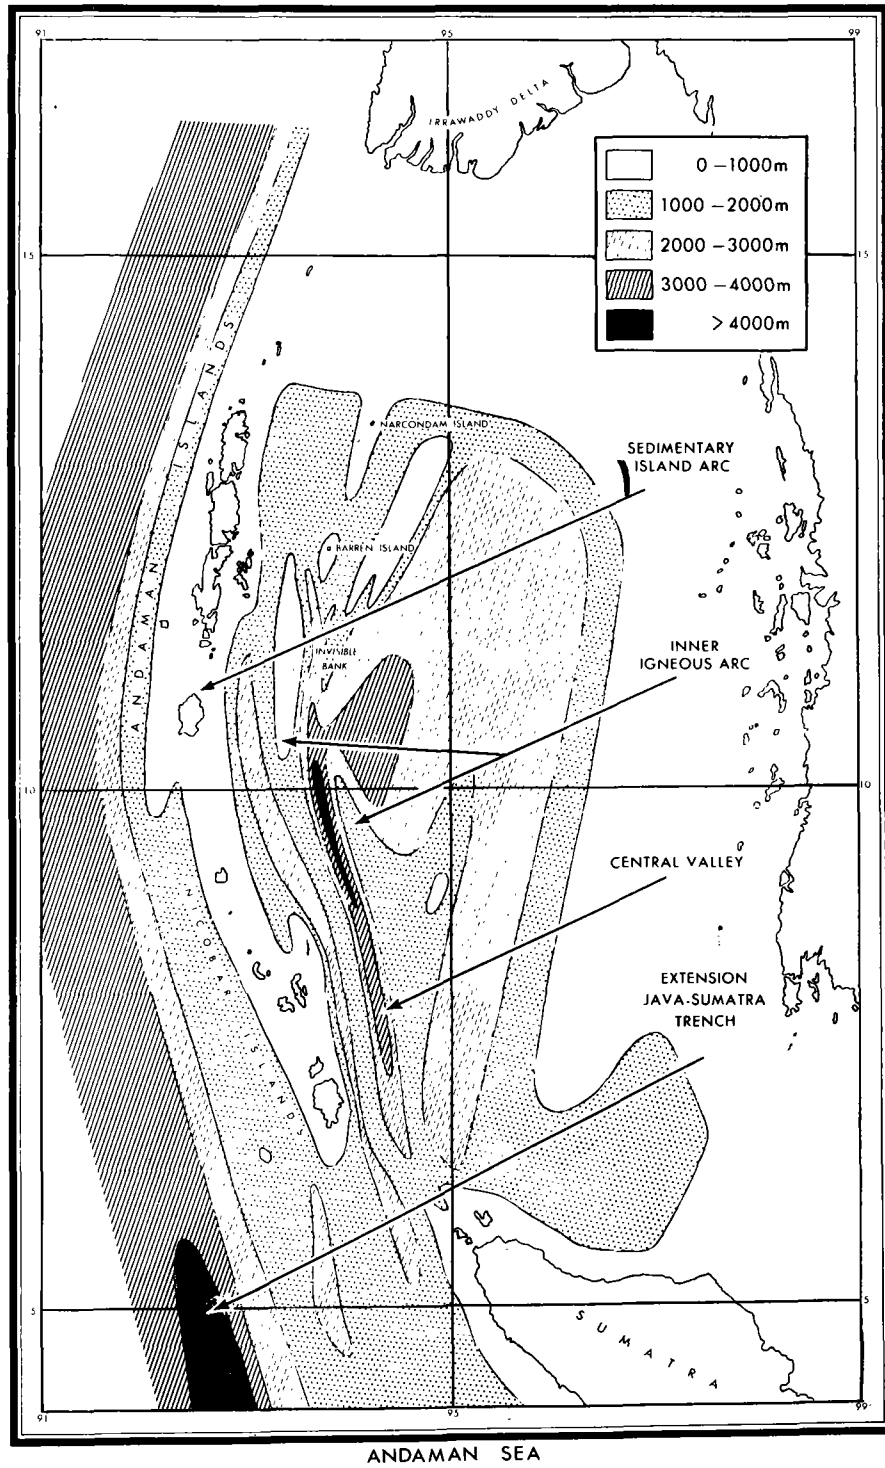 91 95 99
IRRAWADDY DELTA
0 – 1000m
1000 – 2000m
2000 – 3000m
3000 – 4000m
> 4000m
15 15
ANDAMAN ISLANDS
NARCONDAM ISLAND
SEDIMENTARY
ISLAND ARC
BARREN ISLAND
INVISIBLE
BANK
INNER
IGNEOUS ARC
10 10
CENTRAL VALLEY
NICOBAR ISLANDS
EXTENSION
JAVA-SUMATRA
TRENCH
5 5
SUMATRA
91 95 99
ANDAMAN SEA